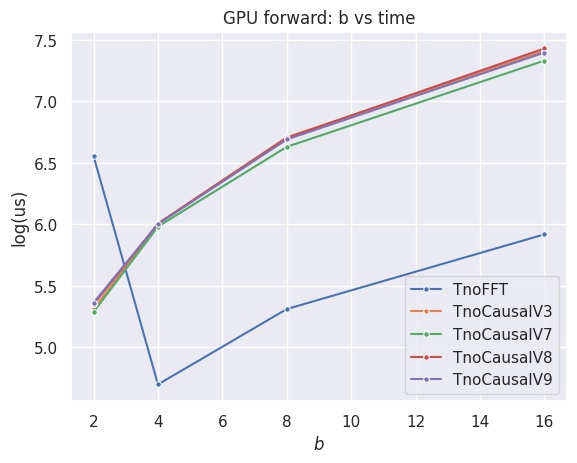 GPU forward: b vs time
7.5
7.0
6.5
6.0
5.5
5.0
log(us)
2
4
6
8
10
12
14
16
b
TnoFFT
TnoCausalV3
TnoCausalV7
TnoCausalV8
TnoCausalV9